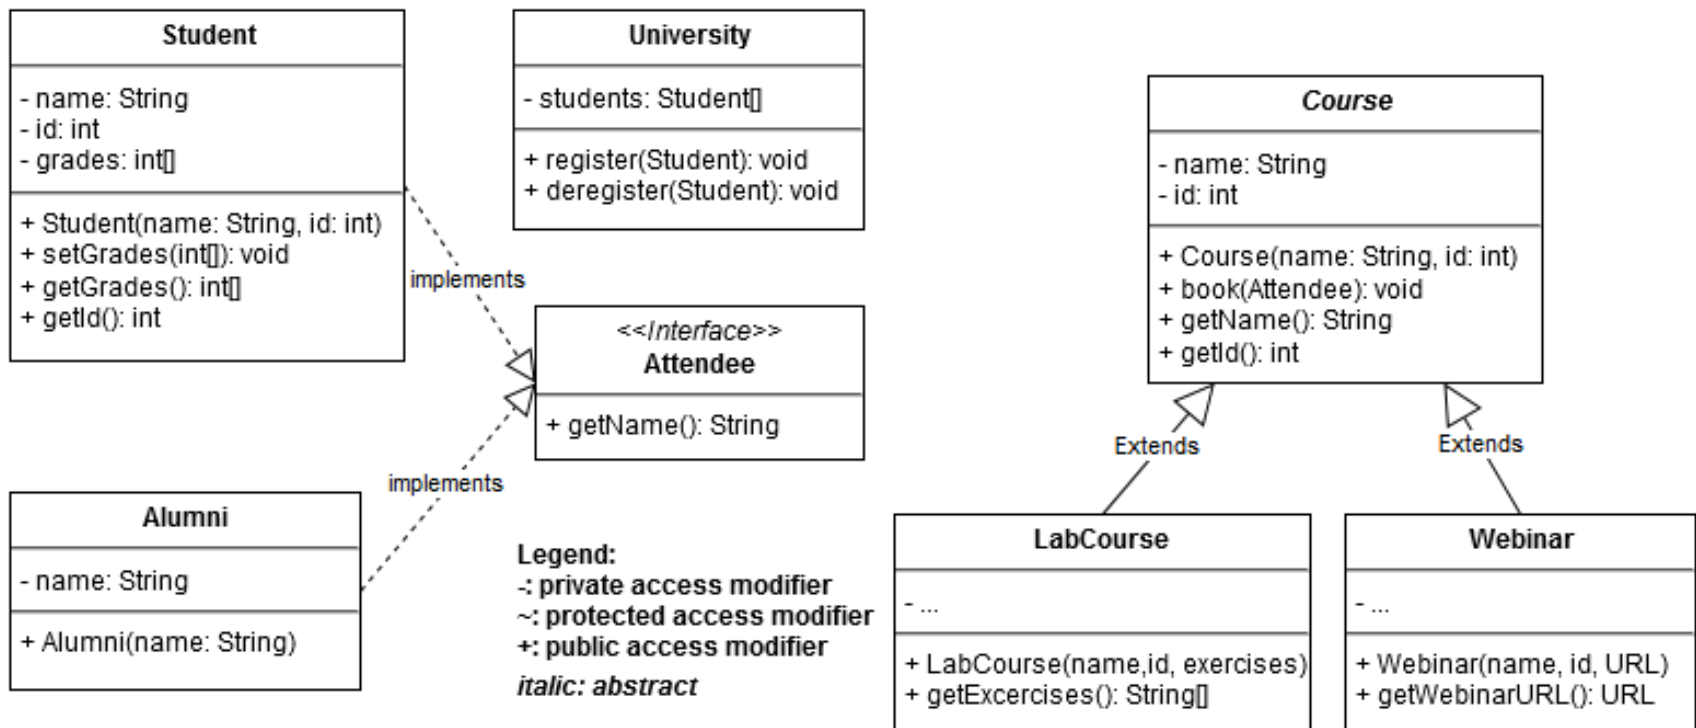 Student
- name: String
- id: int
- grades: int[]
+ Student(name: String, id: int)
+ setGrades(int[]): void
+ getGrades(): int[]
+ getId(): int
University
- students: Student[]
+ register(Student): void
+ deregister(Student): void
implements
<<Interface>>
Attendee
+ getName(): String
implements
Alumni
- name: String
+ Alumni(name: String)
Legend:
-: private access modifier
~: protected access modifier
+: public access modifier
italic: abstract
Course
- name: String
- id: int
+ Course(name: String, id: int)
+ book(Attendee): void
+ getName(): String
+ getId(): int
Extends
Extends
LabCourse
- ...
+ LabCourse(name,id, exercises)
+ getExcercises(): String[]
Webinar
- ...
+ Webinar(name, id, URL)
+ getWebinarURL(): URL